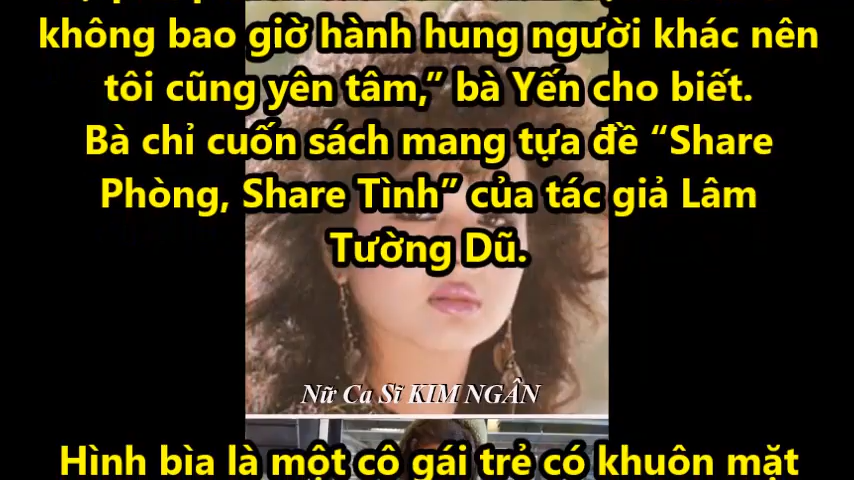 không bao giờ hành hung người khác nên
tôi cũng yên tâm,” bà Yến cho biết.
Bà chỉ cuốn sách mang tựa đề “Share
Phòng, Share Tình” của tác giả Lâm
Tường Dũ.
Nữ Ca Sĩ KIM NGÂN
Hình bìa là một cô gái trẻ có khuôn mặt